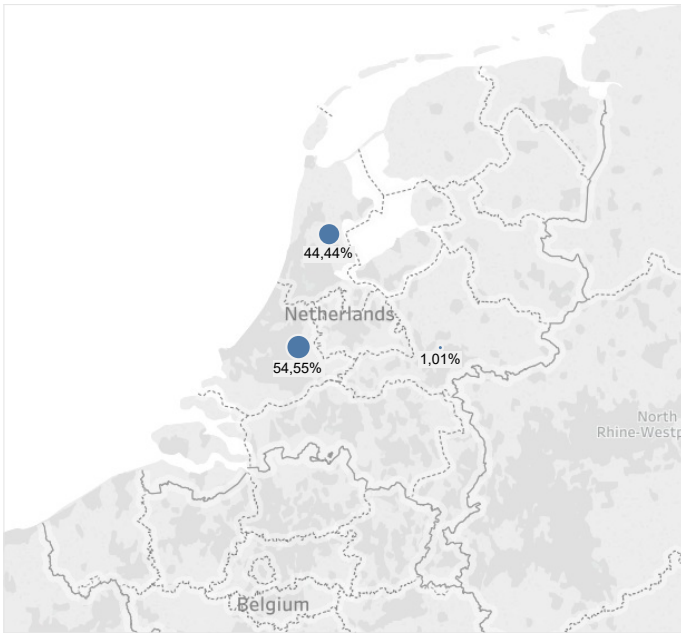 44,44%
Netherlands
54,55%
1,01%
North
Rhine-Westp
Belgium